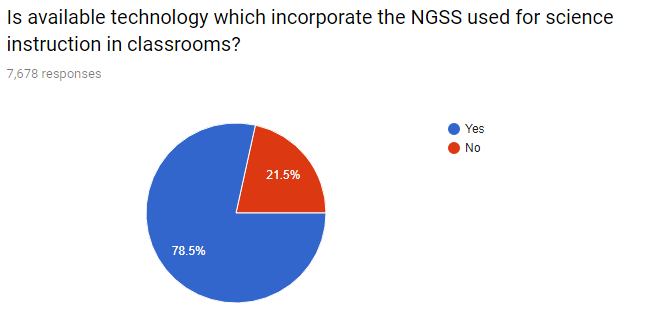 Is available technology which incorporate the NGSS used for science
instruction in classrooms?
7,678 responses
Yes
No
21.5%
78.5%